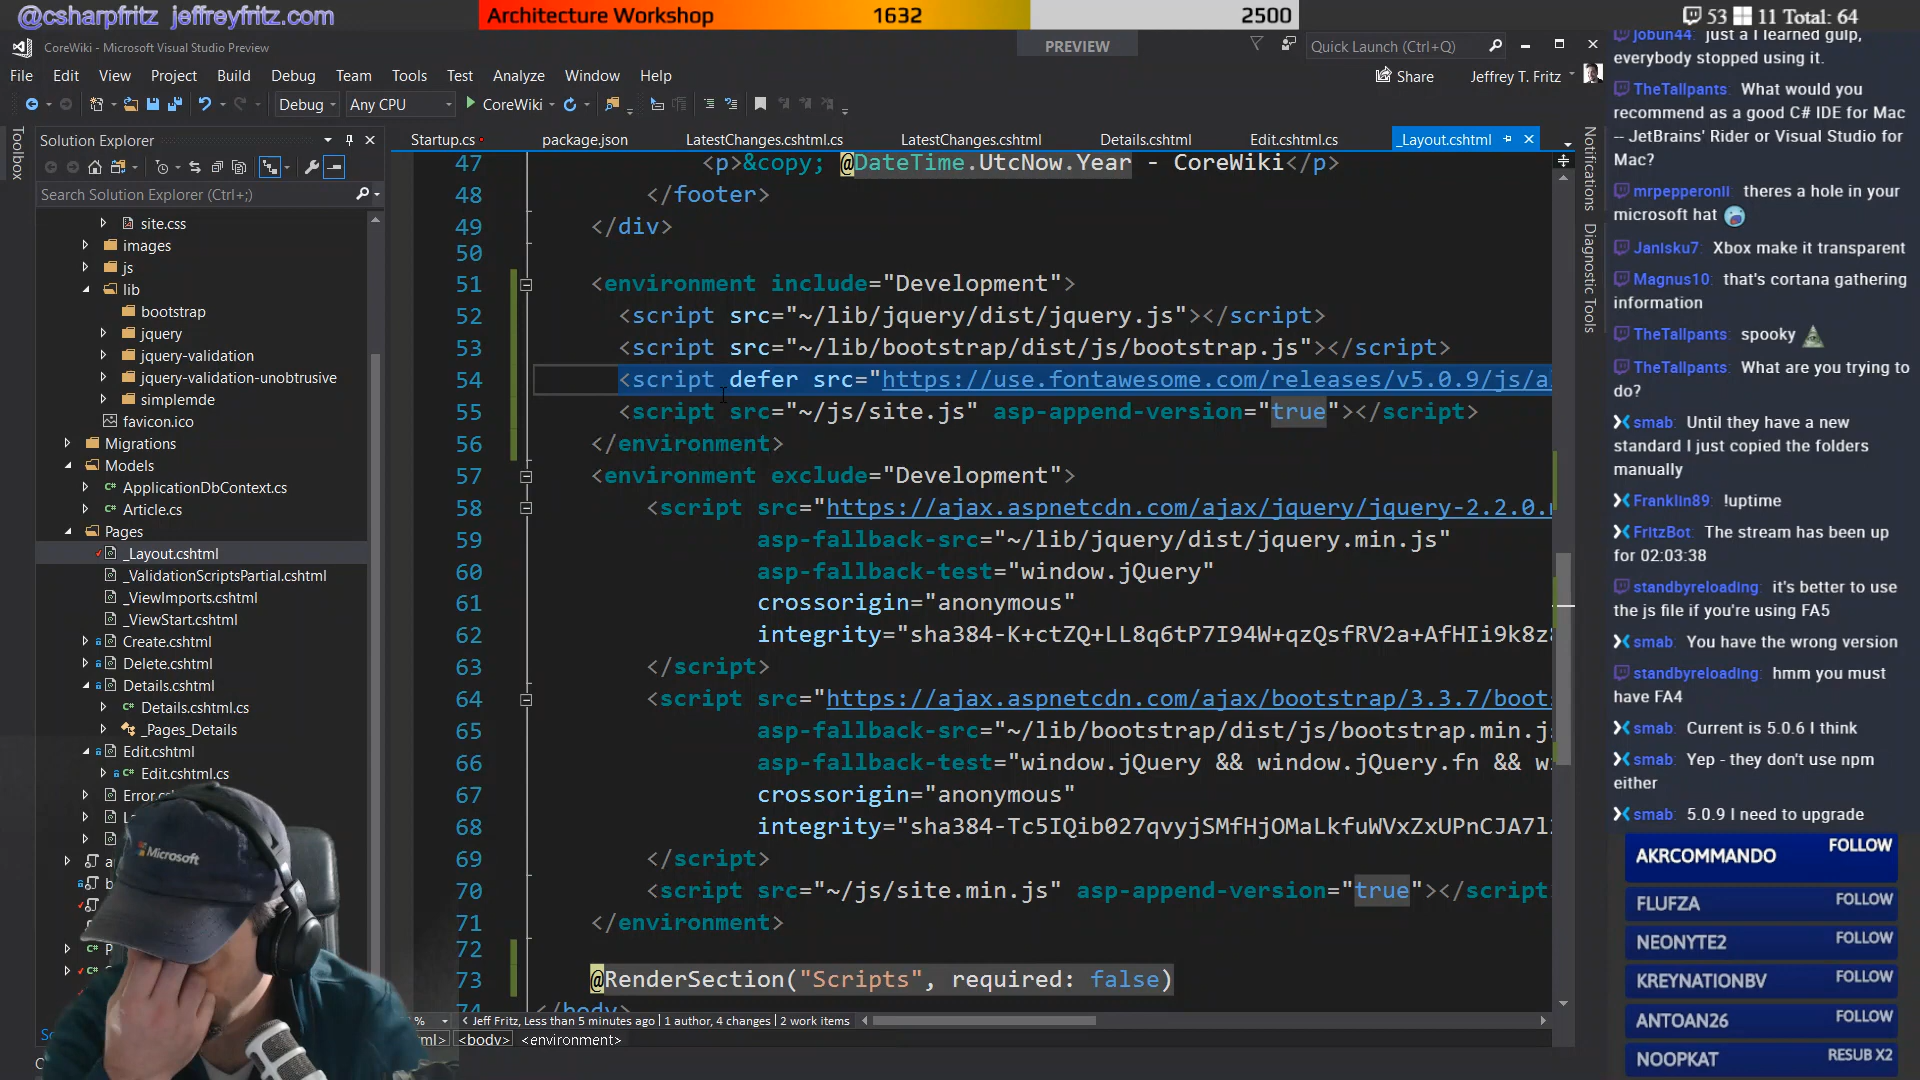 @csharpfritz jeffreyfritz.com
Architecture Workshop 1632 2500
53 11 Total: 64
CoreWiki - Microsoft Visual Studio Preview
PREVIEW
Quick Launch (Ctrl+Q)
File Edit View Project Build Debug Team Tools Test Analyze Window Help
Share
Jeffrey T. Fritz
Debug Any CPU CoreWiki
Toolbox
Solution Explorer
Search Solution Explorer (Ctrl+;)
site.css
images
js
lib
bootstrap
jquery
jquery-validation
jquery-validation-unobtrusive
simplemde
favicon.ico
Migrations
Models
ApplicationDbContext.cs
Article.cs
Pages
_Layout.cshtml
_ValidationScriptsPartial.cshtml
_ViewImports.cshtml
_ViewStart.cshtml
Create.cshtml
Delete.cshtml
Details.cshtml
Details.cshtml.cs
_Pages_Details
Edit.cshtml
Edit.cshtml.cs
Error.c
Startup.cs package.json LatestChanges.cshtml.cs LatestChanges.cshtml Details.cshtml Edit.cshtml.cs _Layout.cshtml
47 <p>&copy; @DateTime.UtcNow.Year - CoreWiki</p>
48 </footer>
49 </div>
50
51 <environment include="Development">
52 <script src="~/lib/jquery/dist/jquery.js"></script>
53 <script src="~/lib/bootstrap/dist/js/bootstrap.js"></script>
54 <script defer src="https://use.fontawesome.com/releases/v5.0.9/js/a
55 <script src="~/js/site.js" asp-append-version="true"></script>
56 </environment>
57 <environment exclude="Development">
58 <script src="https://ajax.aspnetcdn.com/ajax/jquery/jquery-2.2.0.
59 asp-fallback-src="~/lib/jquery/dist/jquery.min.js"
60 asp-fallback-test="window.jQuery"
61 crossorigin="anonymous"
62 integrity="sha384-K+ctZQ+LL8q6tP7I94W+qzQsfRV2a+AfHIi9k8z
63 </script>
64 <script src="https://ajax.aspnetcdn.com/ajax/bootstrap/3.3.7/boot
65 asp-fallback-src="~/lib/bootstrap/dist/js/bootstrap.min.j
66 asp-fallback-test="window.jQuery && window.jQuery.fn && w
67 crossorigin="anonymous"
68 integrity="sha384-Tc5IQib027qvyjSMfHjOMaLkfuWVxZxUPnCJA7l
69 </script>
70 <script src="~/js/site.min.js" asp-append-version="true"></script
71 </environment>
72
73 @RenderSection("Scripts", required: false)
74 </body>
% Jeff Fritz, Less than 5 minutes ago | 1 author, 4 changes | 2 work items
<body> <environment>
Microsoft
Notifications
Diagnostic Tools
jobun44: just a I learned gulp,
everybody stopped using it.
TheTallpants: What would you
recommend as a good C# IDE for Mac
-- JetBrains' Rider or Visual Studio for
Mac?
mrpepperonii theres a hole in your
microsoft hat
Janisku7: Xbox make it transparent
Magnus10: that's cortana gathering
information
TheTallpants: spooky
TheTallpants: What are you trying to
do?
smab: Until they have a new
standard I just copied the folders
manually
Franklin89: !uptime
FritzBot: The stream has been up
for 02:03:38
standbyreloading: it's better to use
the js file if you're using FA5
smab: You have the wrong version
standbyreloading: hmm you must
have FA4
smab: Current is 5.0.6 I think
smab: Yep - they don't use npm
either
smab: 5.0.9 I need to upgrade
AKRCOMMANDO FOLLOW
FLUFZA FOLLOW
NEONYTE2 FOLLOW
KREYNATIONBV FOLLOW
ANTOAN26 FOLLOW
NOOPKAT RESUB X2